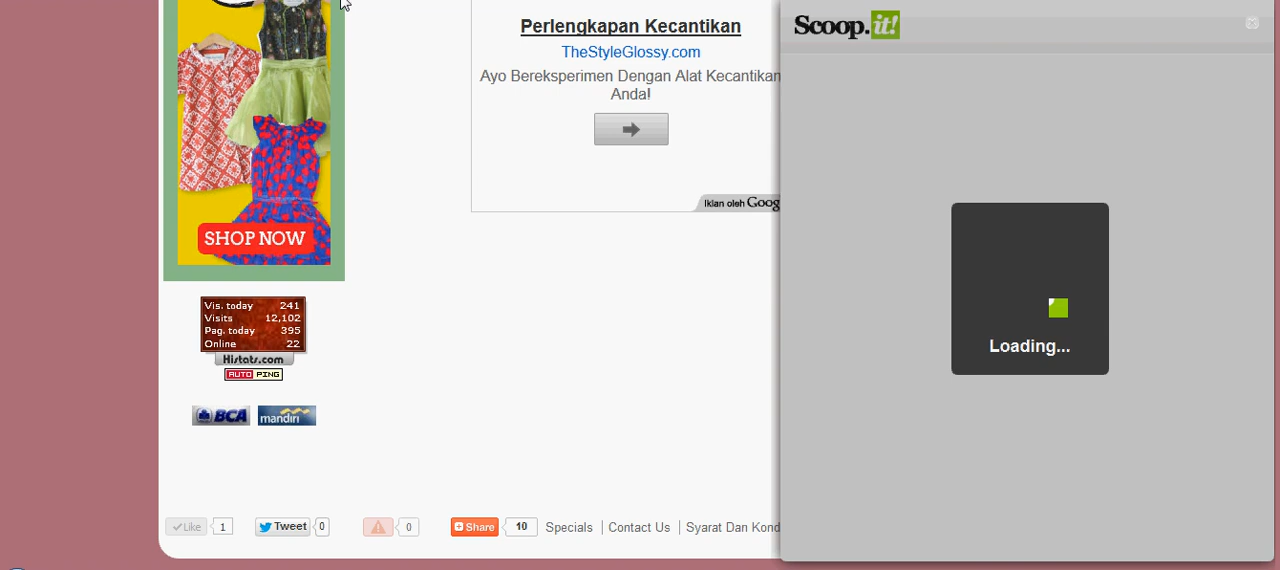 SHOP NOW
Vis. today 241
Visits 12,102
Pag. today 395
Online 22
Histats.com
AUTO PING
BCA mandiri
Perlengkapan Kecantikan
TheStyleGlossy.com
Ayo Bereksperimen Dengan Alat Kecantikan
Anda!
Iklan oleh Goog
Scoop.it!
Loading...
Like 1 Tweet 0 0 Share 10 Specials | Contact Us | Syarat Dan Kond